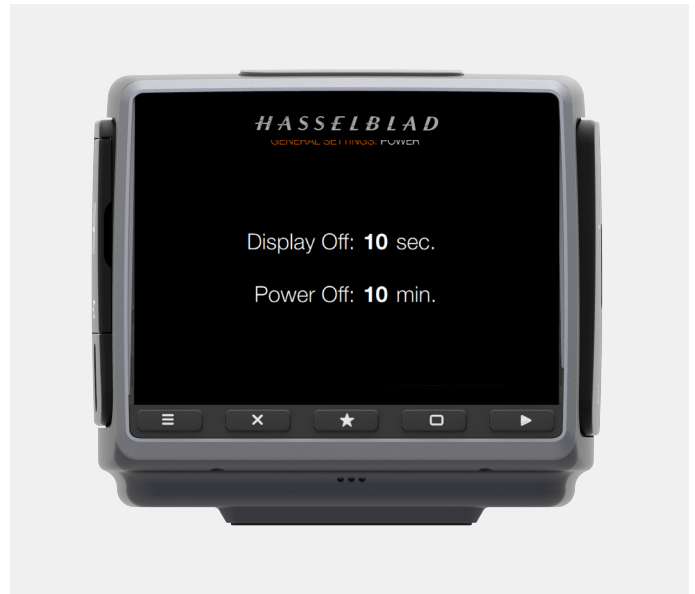 HASSELBLAD
GENERAL SETTINGS: POWER
Display Off: 10 sec.
Power Off: 10 min.